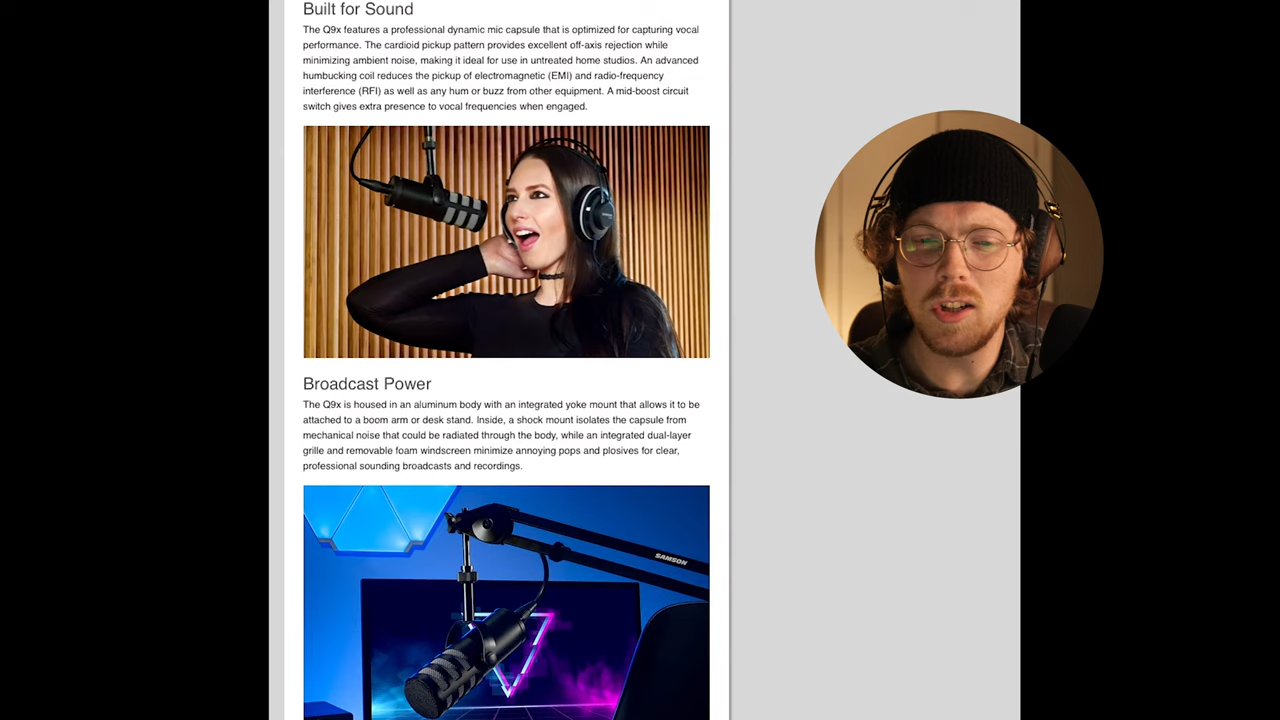 Built for Sound
The Q9x features a professional dynamic mic capsule that is optimized for capturing vocal
performance. The cardioid pickup pattern provides excellent off-axis rejection while
minimizing ambient noise, making it ideal for use in untreated home studios. An advanced
humbucking coil reduces the pickup of electromagnetic (EMI) and radio-frequency
interference (RFI) as well as any hum or buzz from other equipment. A mid-boost circuit
switch gives extra presence to vocal frequencies when engaged.
Broadcast Power
The Q9x is housed in an aluminum body with an integrated yoke mount that allows it to be
attached to a boom arm or desk stand. Inside, a shock mount isolates the capsule from
mechanical noise that could be radiated through the body, while an integrated dual-layer
grille and removable foam windscreen minimize annoying pops and plosives for clear,
professional sounding broadcasts and recordings.
SAMSON